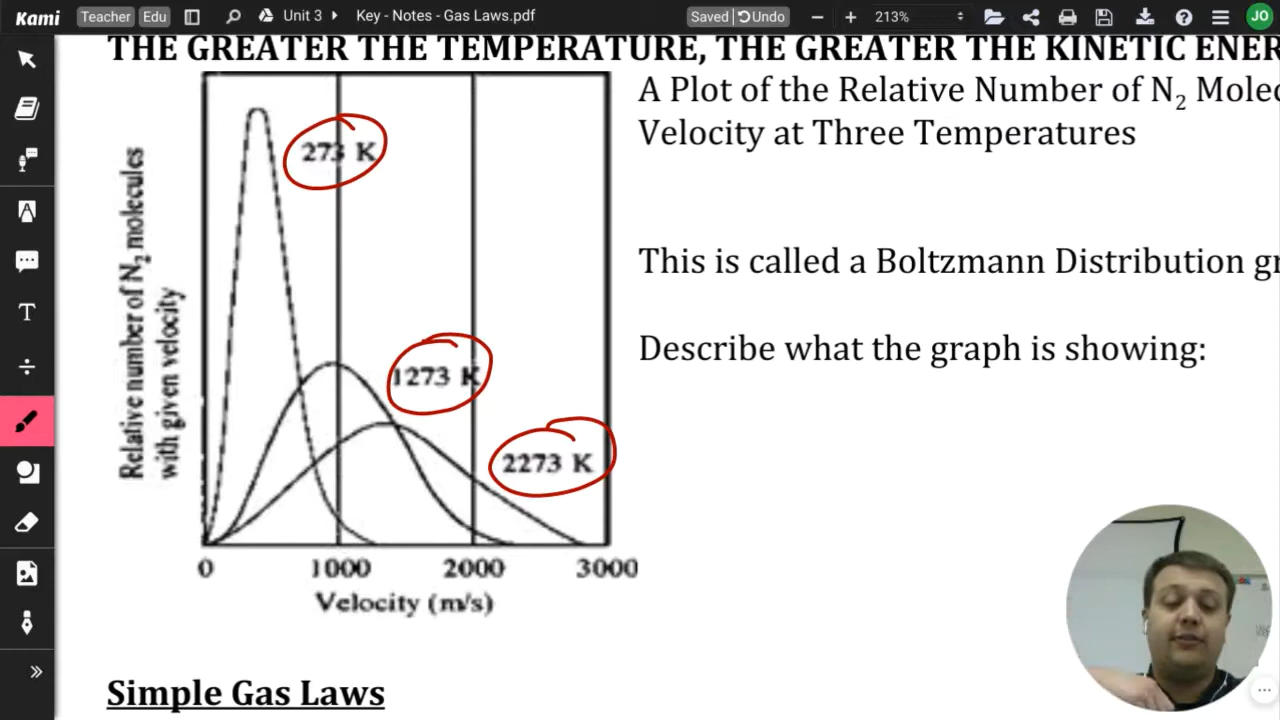 Kami Teacher Edu Unit 3 Key - Notes - Gas Laws.pdf Saved Undo 213% JO
THE GREATER THE TEMPERATURE, THE GREATER THE KINETIC ENER
A Plot of the Relative Number of N₂ Molec
Velocity at Three Temperatures
This is called a Boltzmann Distribution gr
Describe what the graph is showing:
Relative number of N₂ molecules
with given velocity
273 K
1273 K
2273 K
0 1000 2000 3000
Velocity (m/s)
Simple Gas Laws